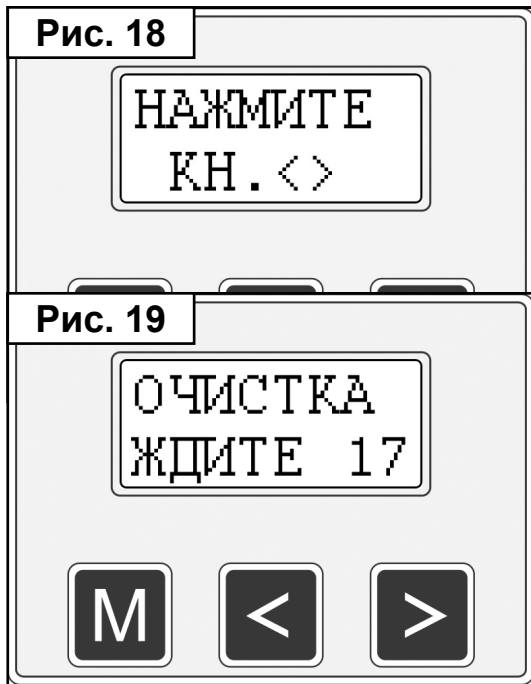 Рис. 18
НАЖМИТЕ
КН.<>
Рис. 19
ОЧИСТКА
ЖДИТЕ 17
M < >